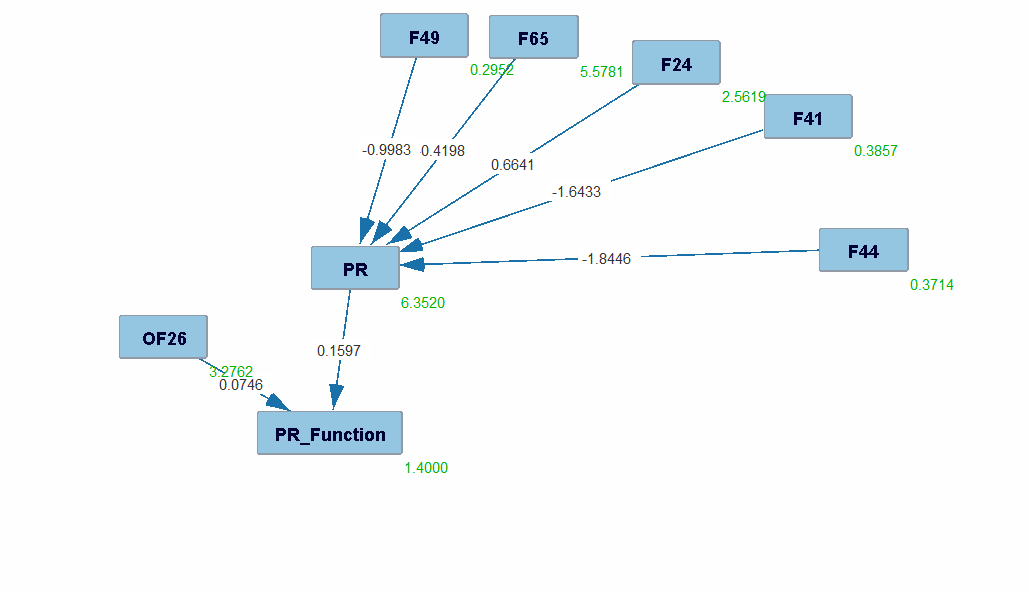 F49
F65
F24
0.2952
5.5781
2.5619
F41
-0.9983
0.4198
0.3857
0.6641
-1.6433
F44
-1.8446
PR
0.3714
6.3520
OF26
0.1597
3.2762
0.0746
PR_Function
1.4000